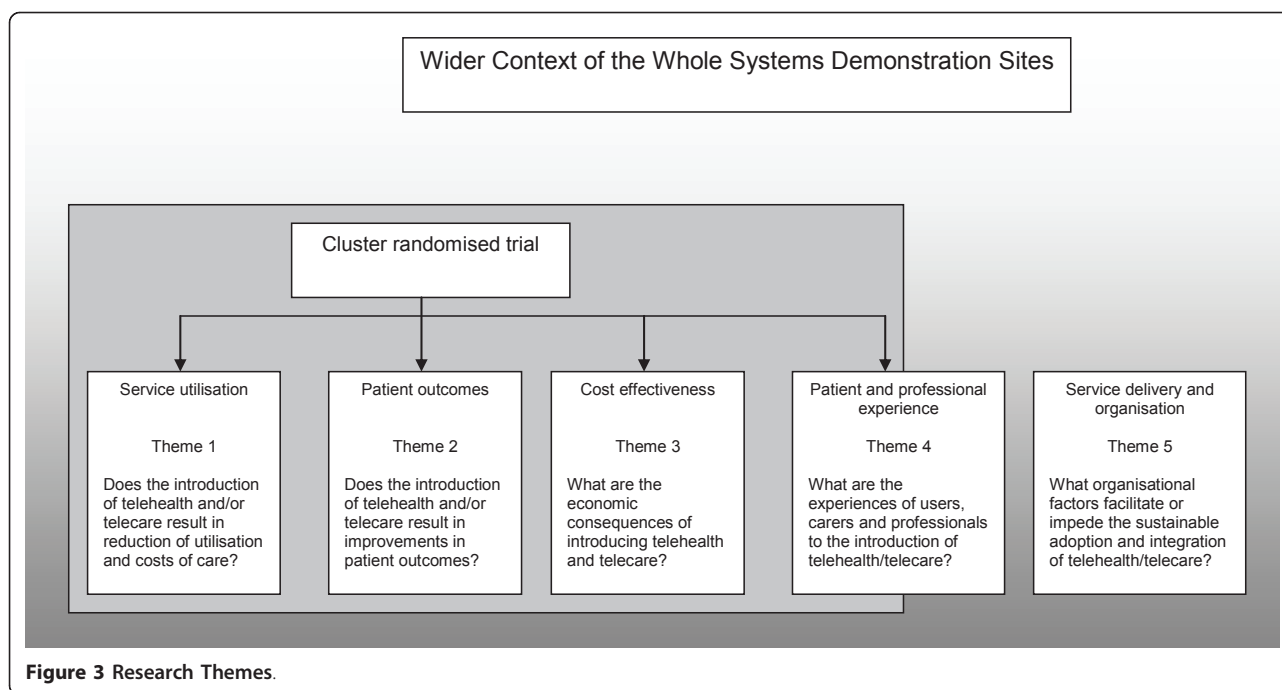 Wider Context of the Whole Systems Demonstration Sites
Cluster randomised trial
Service utilisation
Theme 1
Does the introduction
of telehealth and/or
telecare result in
reduction of utilisation
and costs of care?
Patient outcomes
Theme 2
Does the introduction
of telehealth and/or
telecare result in
improvements in
patient outcomes?
Cost effectiveness
Theme 3
What are the
economic
consequences of
introducing telehealth
and telecare?
Patient and professional
experience
Theme 4
What are the
experiences of users,
carers and professionals
to the introduction of
telehealth/telecare?
Service delivery and
organisation
Theme 5
What organisational
factors facilitate or
impede the sustainable
adoption and integration
of telehealth/telecare?
Figure 3 Research Themes.